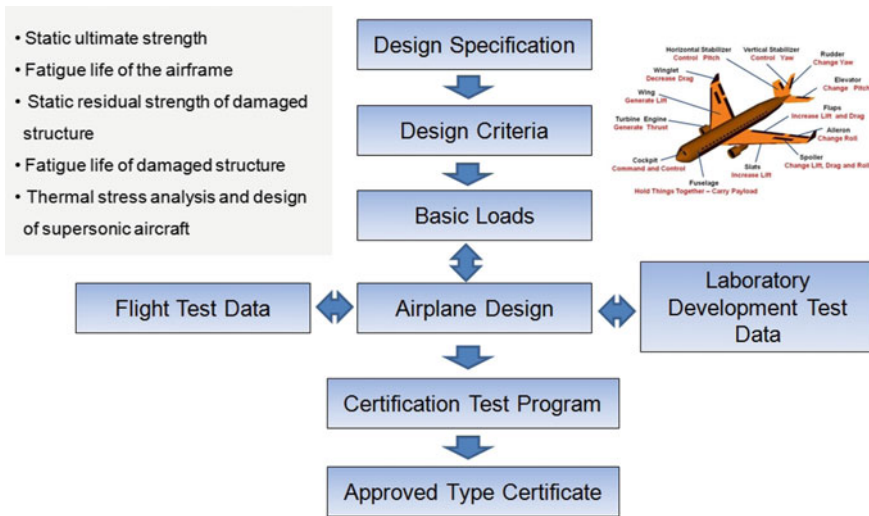 • Static ultimate strength
• Fatigue life of the airframe
• Static residual strength of damaged
structure
• Fatigue life of damaged structure
• Thermal stress analysis and design
of supersonic aircraft
Design Specification
Design Criteria
Basic Loads
Flight Test Data
Airplane Design
Laboratory
Development Test
Data
Certification Test Program
Approved Type Certificate
Horizontal Stabilizer
Control Pitch
Vertical Stabilizer
Control Yaw
Rudder
Change Yaw
Winglet
Decrease Drag
Elevator
Change Pitch
Wing
Generate Lift
Flaps
Increase Lift and Drag
Turbine Engine
Generate Thrust
Aileron
Change Roll
Spoiler
Change Lift, Drag and Roll
Cockpit
Command and Control
Slats
Increase Lift
Fuselage
Hold Things Together – Carry Payload